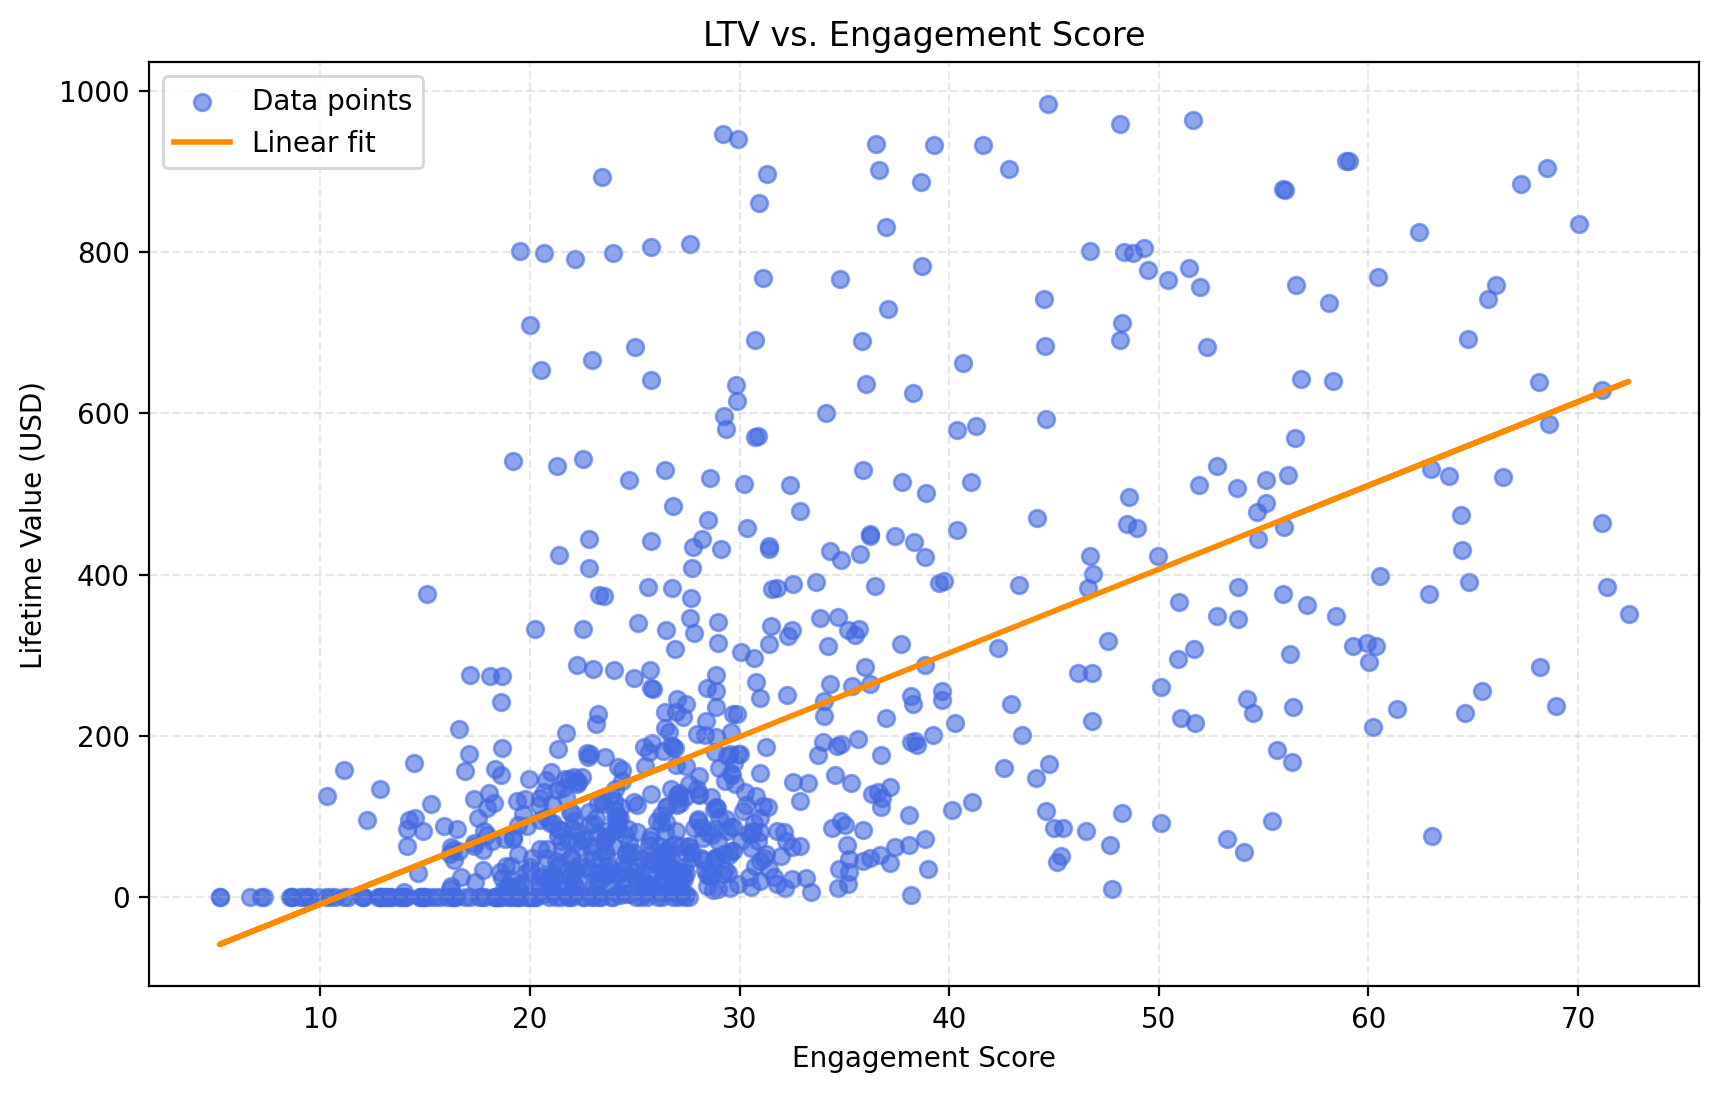 LTV vs. Engagement Score
Data points
Linear fit
1000
800
600
400
200
0
Lifetime Value (USD)
10 20 30 40 50 60 70
Engagement Score